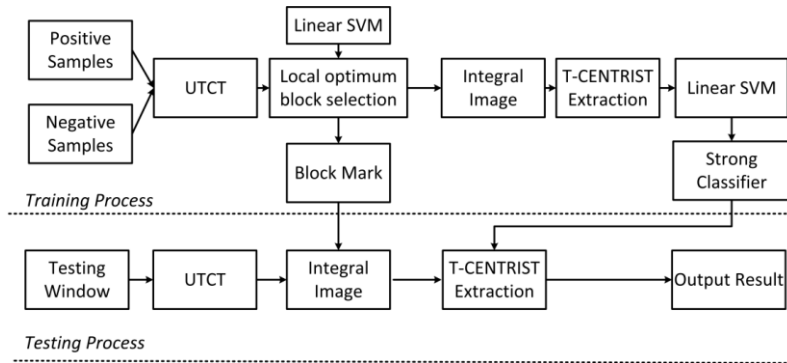 Linear SVM
Positive
Samples
UTCT
Local optimum
block selection
Integral
Image
T-CENTRIST
Extraction
Linear SVM
Negative
Samples
Block Mark
Strong
Classifier
Training Process
Testing
Window
UTCT
Integral
Image
T-CENTRIST
Extraction
Output Result
Testing Process